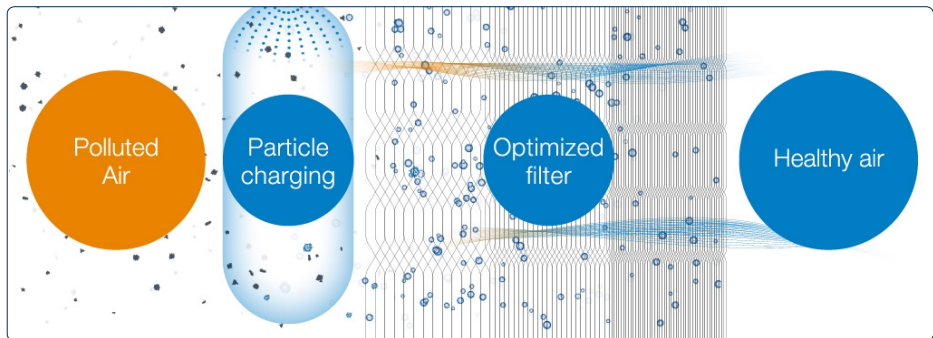 Polluted
Air
Particle
charging
Optimized
filter
Healthy air